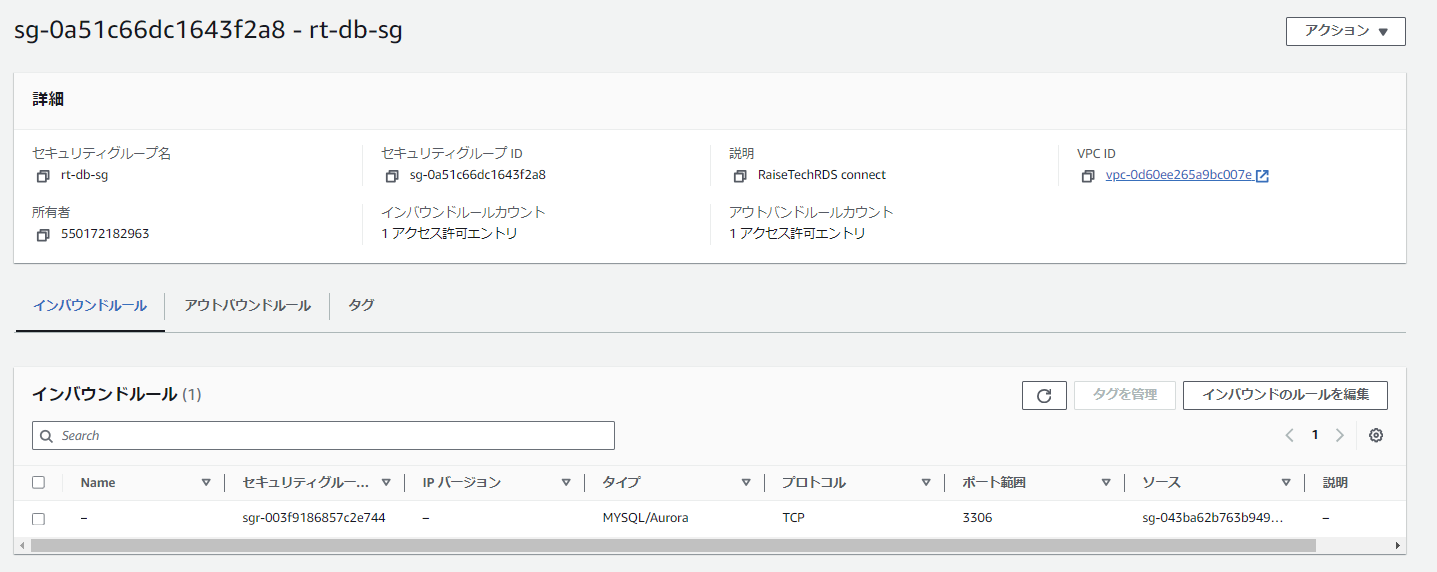 sg-0a51c66dc1643f2a8 - rt-db-sg
アクション
詳細
セキュリティグループ名
rt-db-sg
セキュリティグループ ID
sg-0a51c66dc1643f2a8
説明
RaiseTechRDS connect
VPC ID
vpc-0d60ee265a9bc007e
所有者
550172182963
インバウンドルールカウント
1 アクセス許可エントリ
アウトバンドルールカウント
1 アクセス許可エントリ
インバウンドルール アウトバウンドルール タグ
インバウンドルール (1)
タグを管理
インバウンドのルールを編集
Search
1
Name セキュリティグルー... IP バージョン タイプ プロトコル ポート範囲 ソース 説明
– sgr-003f9186857c2e744 – MYSQL/Aurora TCP 3306 sg-043ba62b763b949... –